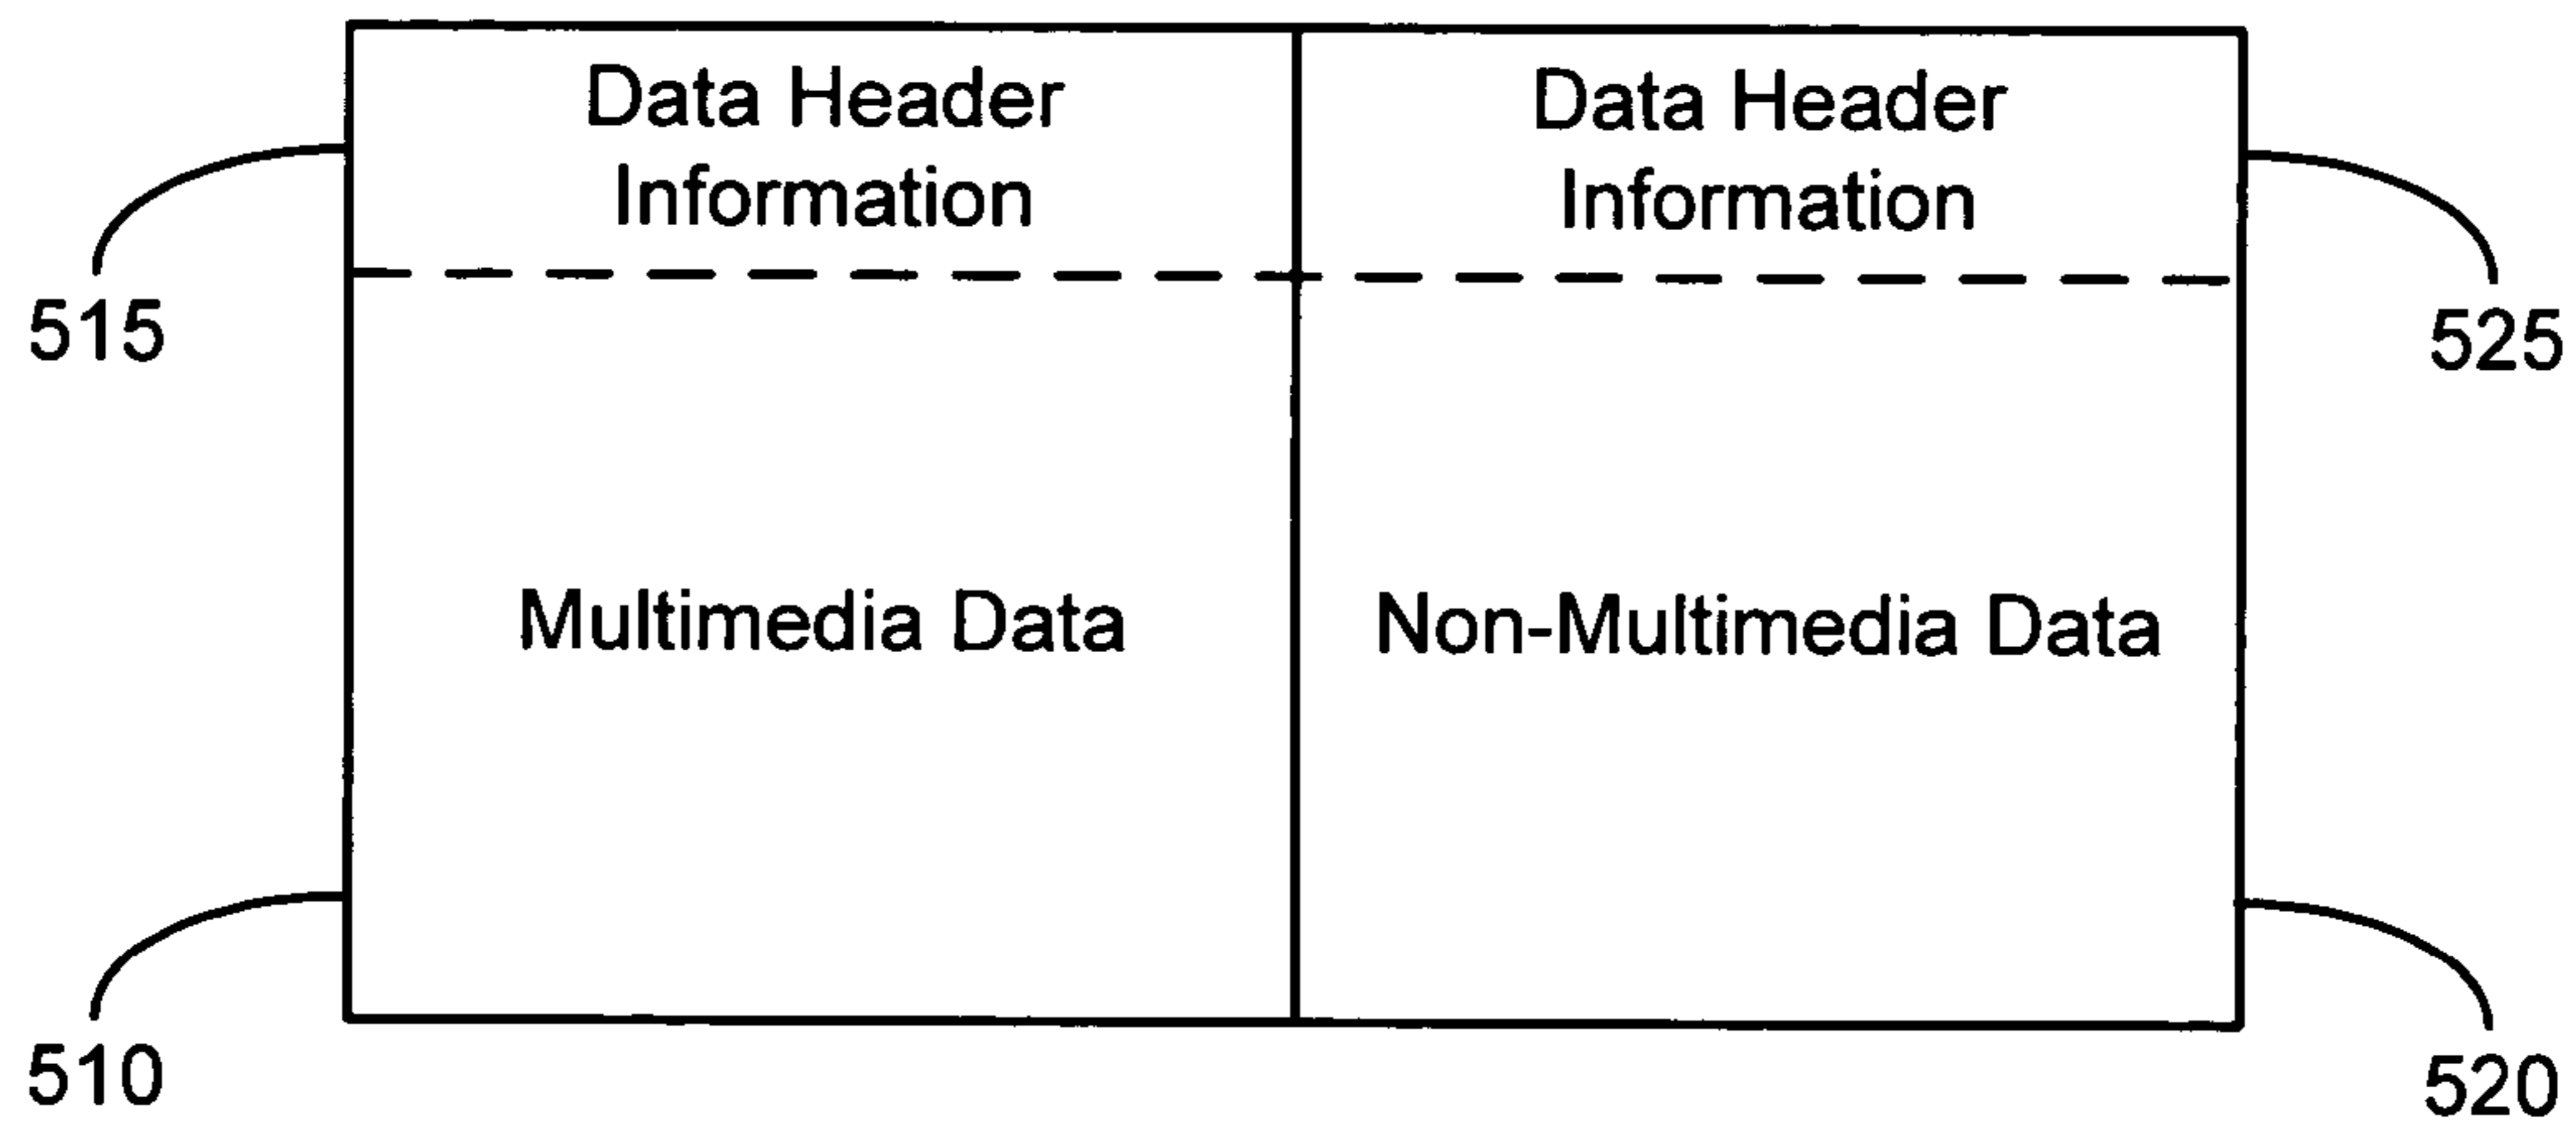 Data Header
Information
Data Header
Information
515
525
Multimedia Data
Non-Multimedia Data
510
520